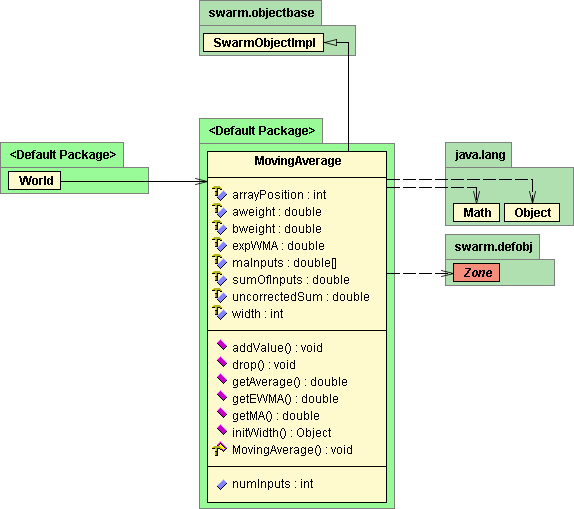 swarm.objectbase
SwarmObjectImpl
<Default Package>
World
<Default Package>
MovingAverage
arrayPosition : int
aweight : double
bweight : double
expWMA : double
maInputs : double[]
sumOfInputs : double
uncorrectedSum : double
width : int
addValue() : void
drop() : void
getAverage() : double
getEWMA() : double
getMA() : double
initWidth() : Object
MovingAverage() : void
numInputs : int
java.lang
Math Object
swarm.defobj
Zone